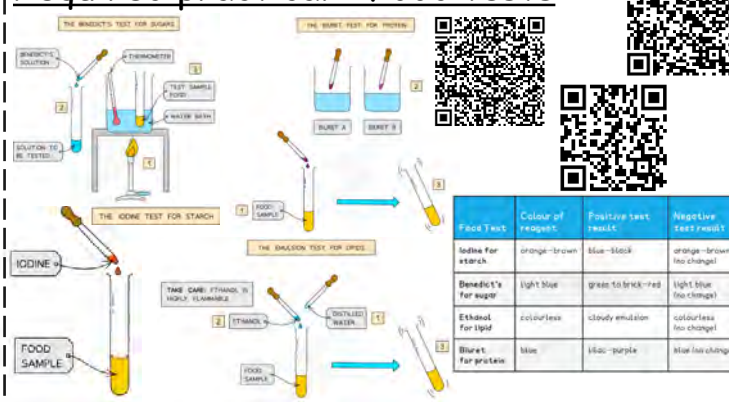 THE BENEDICT'S TEST FOR SUGARS
BENEDICT'S
SOLUTION
THERMOMETER
3
TEST SAMPLE
FOOD
2
WATER BATH
SOLUTION TO
BE TESTED
1
THE BIURET TEST FOR PROTEIN
2
BIURET A
BIURET B
3
1
FOOD
SAMPLE
THE IODINE TEST FOR STARCH
IODINE
FOOD
SAMPLE
THE EMULSION TEST FOR LIPIDS
TAKE CARE: ETHANOL IS
HIGHLY FLAMMABLE
2
ETHANOL
DISTILLED
WATER
1
3
FOOD
SAMPLE
Food Test
Colour of
reagent
Positive test
result
Negative
test result
Iodine for
starch
orange-brown
blue-black
orange-brown
(no change)
Benedict's
for sugar
light blue
green to brick-red
light blue
(no change)
Ethanol
for lipid
colourless
cloudy emulsion
colourless
(no change)
Biuret
for protein
blue
lilac-purple
blue (no change